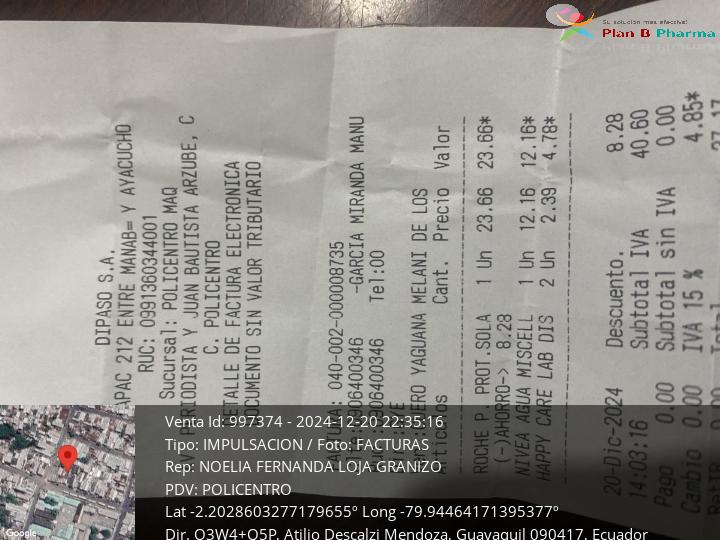 Su solución más efectiva!
Plan B Pharma
DIPASO S.A.
APAC 212 ENTRE MANAB= Y AYACUCHO
RUC: 0991360344001
Sucursal: POLICENTRO MAQ
PERIODISTA Y JUAN BAUTISTA ARZUBE, C
C. POLICENTRO
DETALLE DE FACTURA ELECTRONICA
DOCUMENTO SIN VALOR TRIBUTARIO
040-002-000008735
0906400346 -GARCIA MIRANDA MANU
0906400346 Tel:00
YAGUANA MELANI DE LOS
Articulos Cant. Precio Valor
ROCHE P. PROT.SOLA 1 Un 23.66 23.66*
(-)AHORRO-> 8.28
NIVEA AGUA MISCELL 1 Un 12.16 12.16*
HAPPY CARE LAB DIS 2 Un 2.39 4.78*
20-Dic-2024 Descuento. 8.28
14:03:16 Subtotal IVA 40.60
Pago 0.00 Subtotal sin IVA 0.00
Cambio 0.00 IVA 15 % 4.85*
Venta Id: 997374 - 2024-12-20 22:35:16
Tipo: IMPULSACION / Foto: FACTURAS
Rep: NOELIA FERNANDA LOJA GRANIZO
PDV: POLICENTRO
Lat -2.2028603277179655° Long -79.94464171395377°
Dir. Q3W4+Q5P, Atilio Descalzi Mendoza, Guayaquil 090417, Ecuador
Google